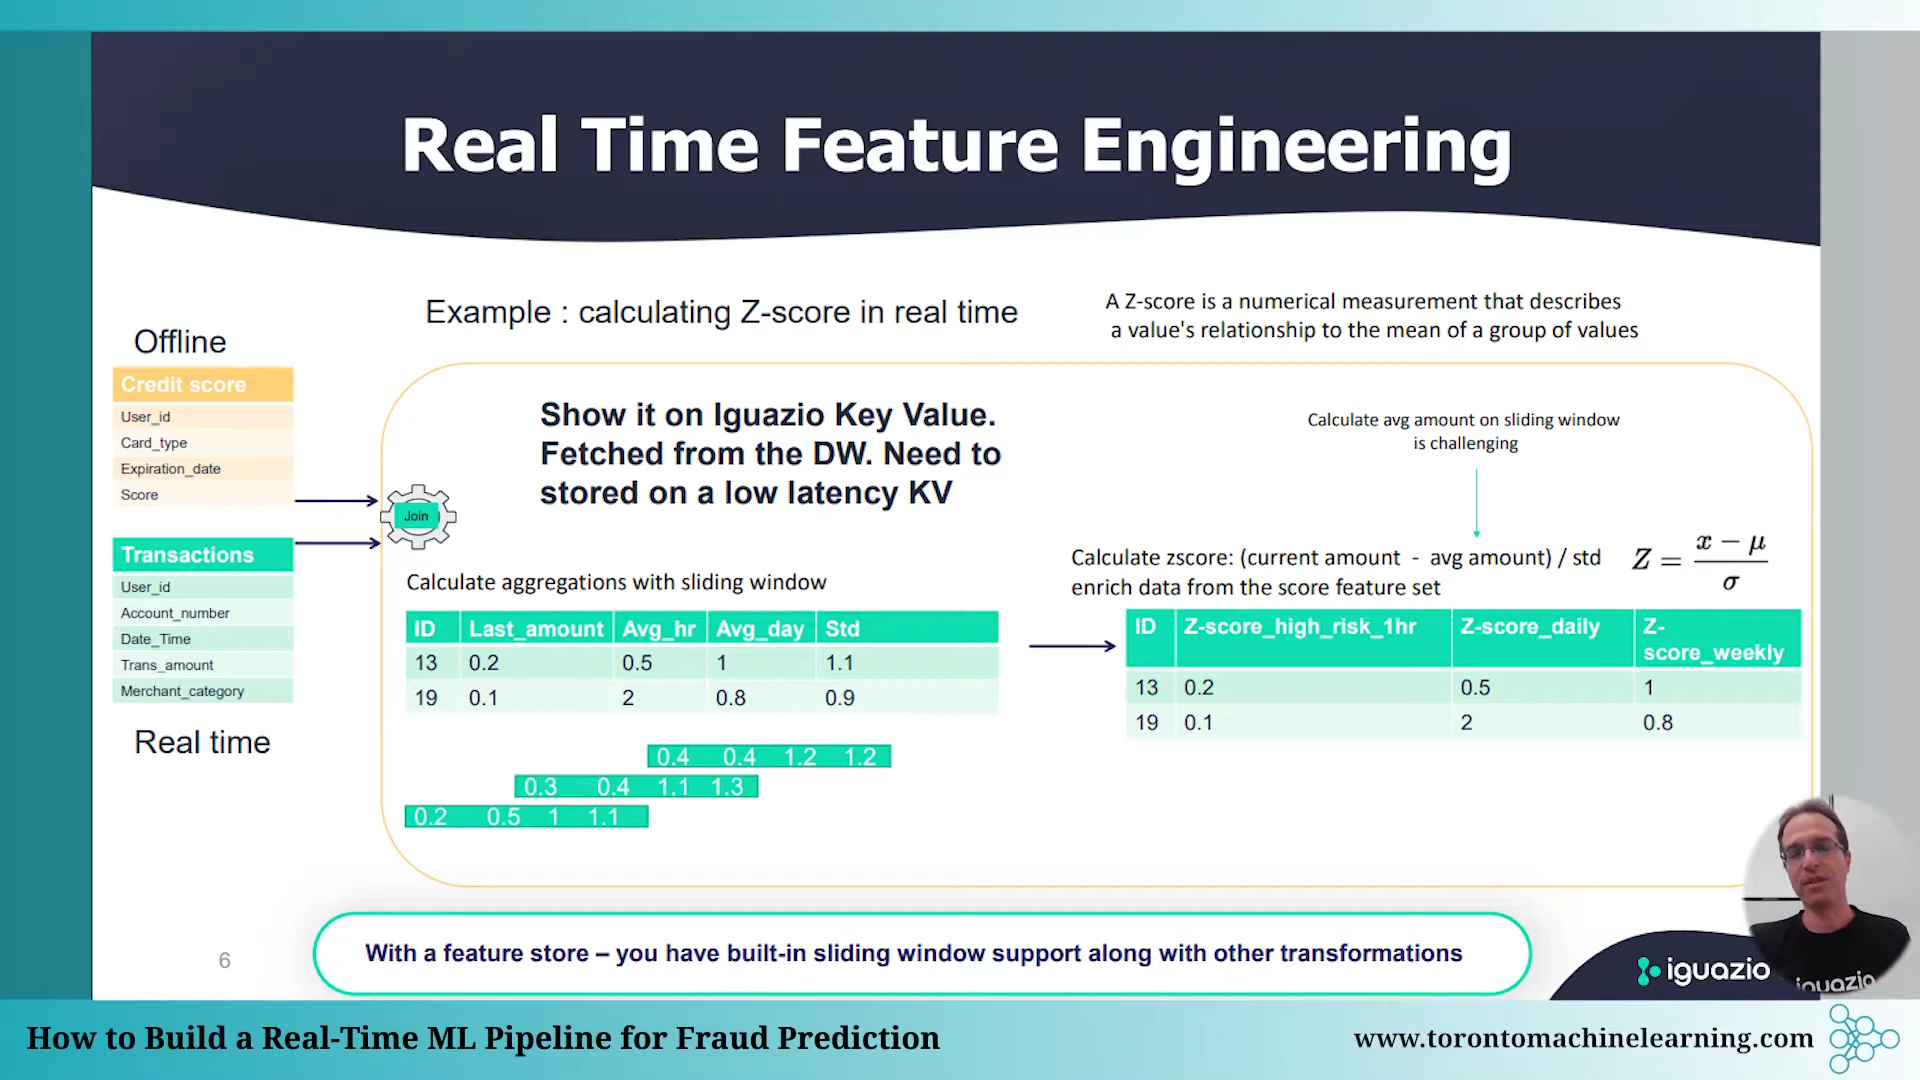 Real Time Feature Engineering
Example : calculating Z-score in real time
A Z-score is a numerical measurement that describes
a value's relationship to the mean of a group of values
Offline
Credit score
User_id
Card_type
Expiration_date
Score
Transactions
User_id
Account_number
Date_Time
Trans_amount
Merchant_category
Real time
Join
Show it on Iguazio Key Value.
Fetched from the DW. Need to
stored on a low latency KV
Calculate avg amount on sliding window
is challenging
Calculate aggregations with sliding window
Calculate zscore: (current amount - avg amount) / std
enrich data from the score feature set
Z = x − μ / σ
ID Last_amount Avg_hr Avg_day Std
13 0.2 0.5 1 1.1
19 0.1 2 0.8 0.9
ID Z-score_high_risk_1hr Z-score_daily Z-
score_weekly
13 0.2 0.5 1
19 0.1 2 0.8
0.4 0.4 1.2 1.2
0.3 0.4 1.1 1.3
0.2 0.5 1 1.1
With a feature store – you have built-in sliding window support along with other transformations
6
iguazio
iguazio
How to Build a Real-Time ML Pipeline for Fraud Prediction
www.torontomachinelearning.com